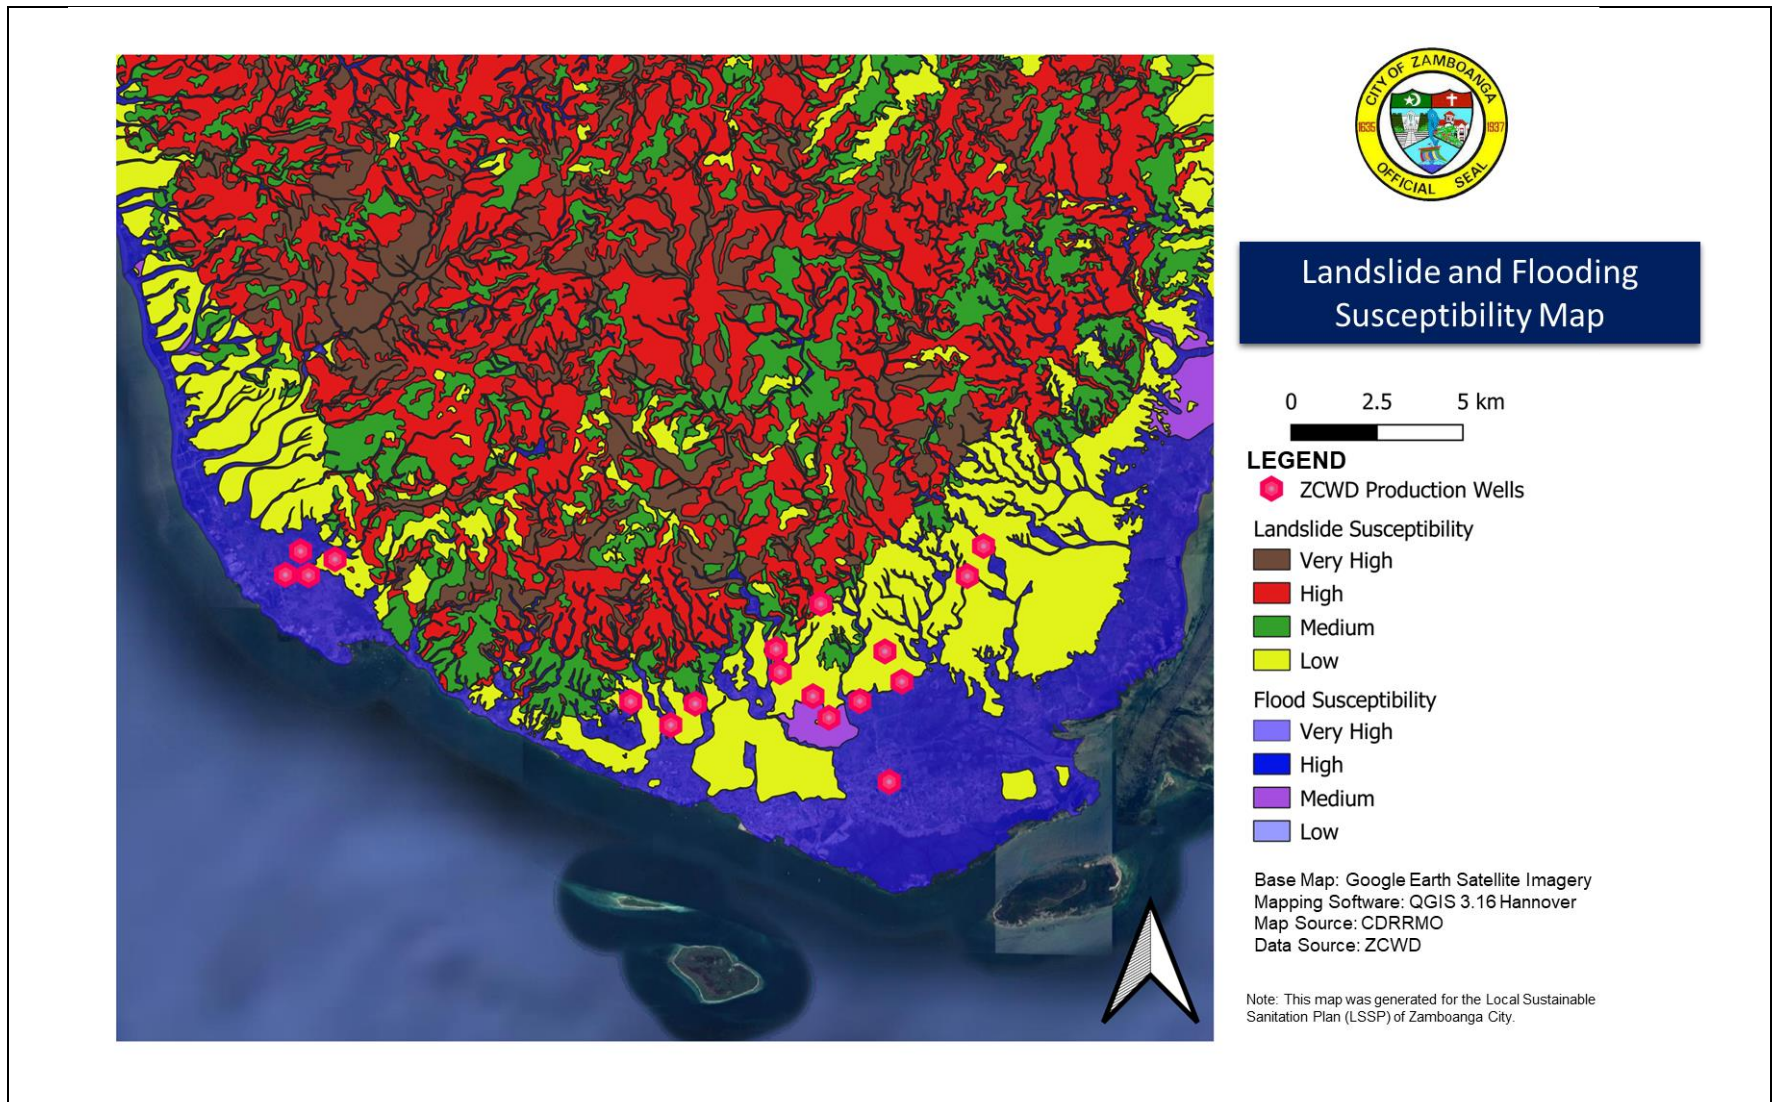 CITY OF ZAMBOANGA
1635
1937
OFFICIAL SEAL
Landslide and Flooding
Susceptibility Map
0 2.5 5 km
LEGEND
ZCWD Production Wells
Landslide Susceptibility
Very High
High
Medium
Low
Flood Susceptibility
Very High
High
Medium
Low
Base Map: Google Earth Satellite Imagery
Mapping Software: QGIS 3.16 Hannover
Map Source: CDRRMO
Data Source: ZCWD
Note: This map was generated for the Local Sustainable
Sanitation Plan (LSSP) of Zamboanga City.